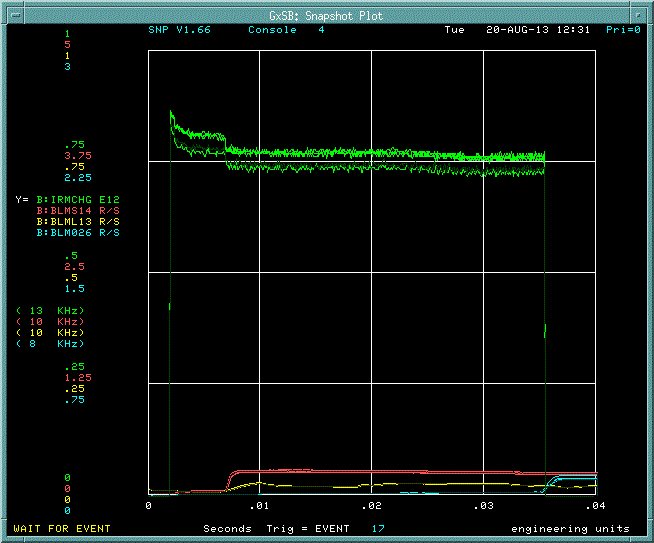 GxSB: Snapshot Plot
SNP V1.66 Console 4 Tue 20-AUG-13 12:31 Pri=0
1
5
1
3
.75
3.75
.75
2.25
Y= B:IRMCHG E12
B:BLMS14 R/S
B:BLML13 R/S
B:BLM026 R/S
.5
2.5
.5
1.5
( 13 KHz)
( 10 KHz)
( 10 KHz)
( 8 KHz)
.25
1.25
.25
.75
0
0
0
0
0 .01 .02 .03 .04
WAIT FOR EVENT Seconds Trig = EVENT 17 engineering units